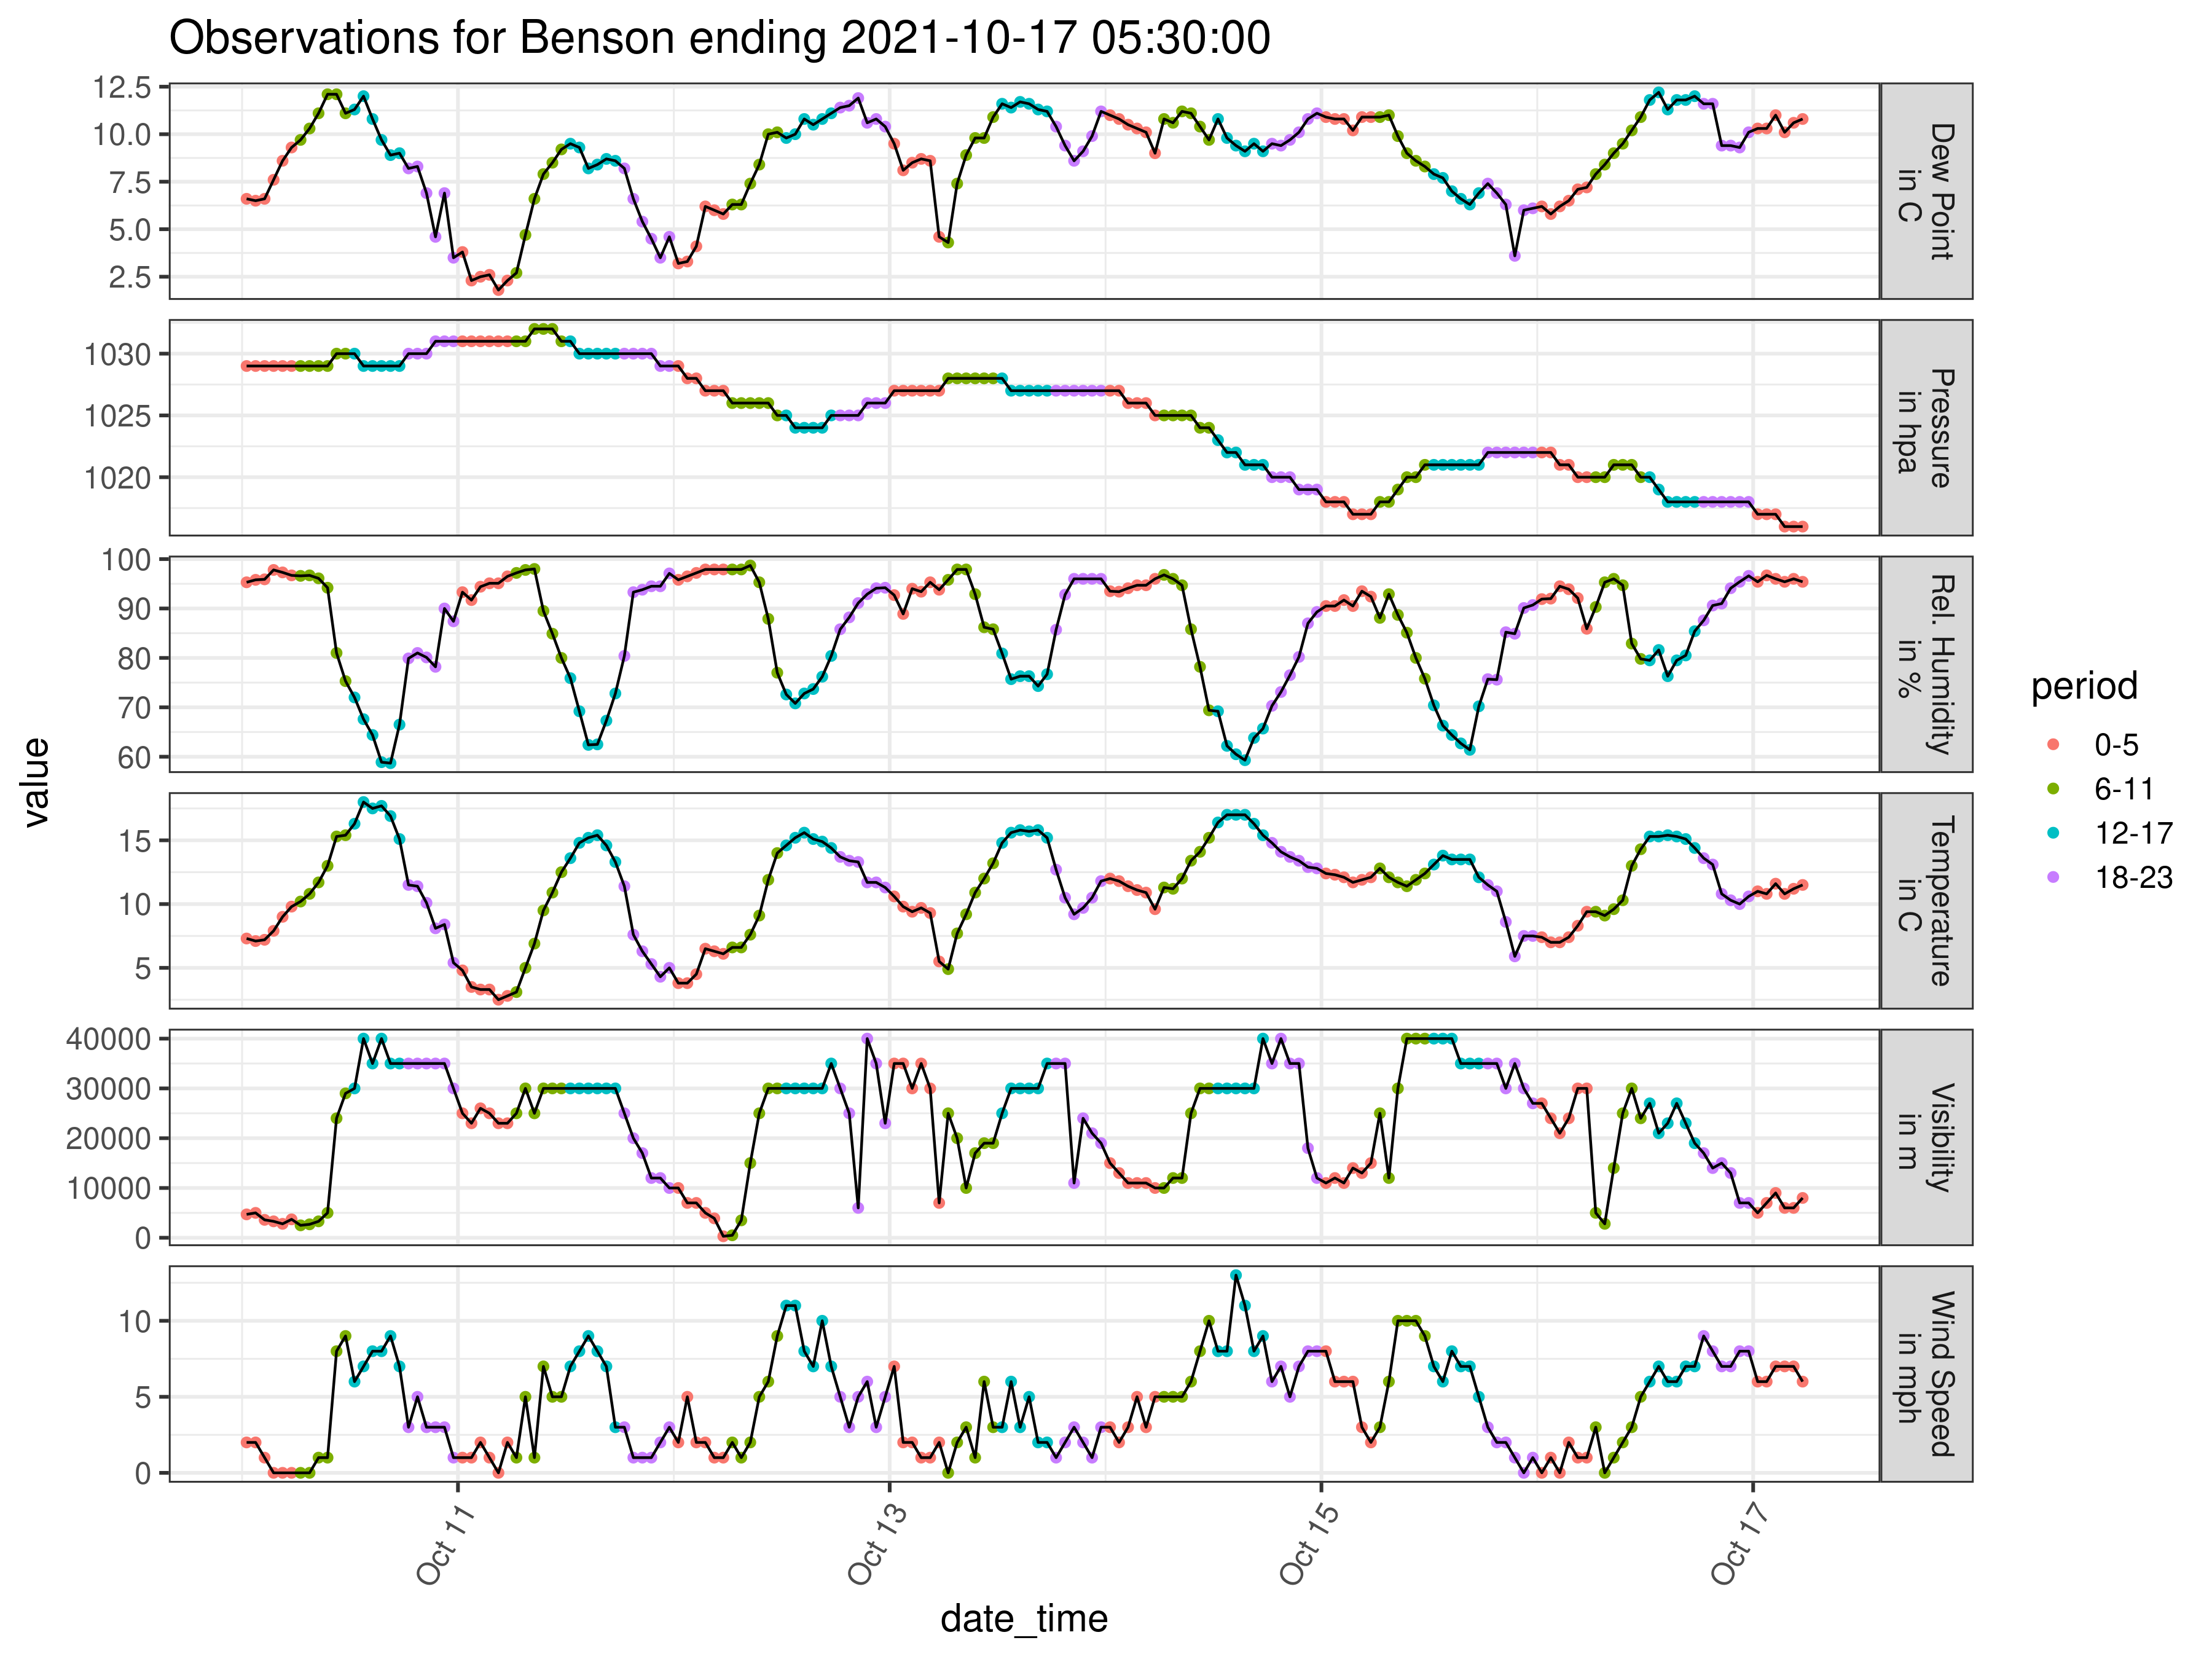 Observations for Benson ending 2021-10-17 05:30:00
value
12.5
10.0
7.5
5.0
2.5
Dew Point
in C
1030
1025
1020
Pressure
in hpa
100
90
80
70
60
Rel. Humidity
in %
15
10
5
Temperature
in C
40000
30000
20000
10000
0
Visibility
in m
10
5
0
Wind Speed
in mph
Oct 11
Oct 13
Oct 15
Oct 17
date_time
period
0-5
6-11
12-17
18-23